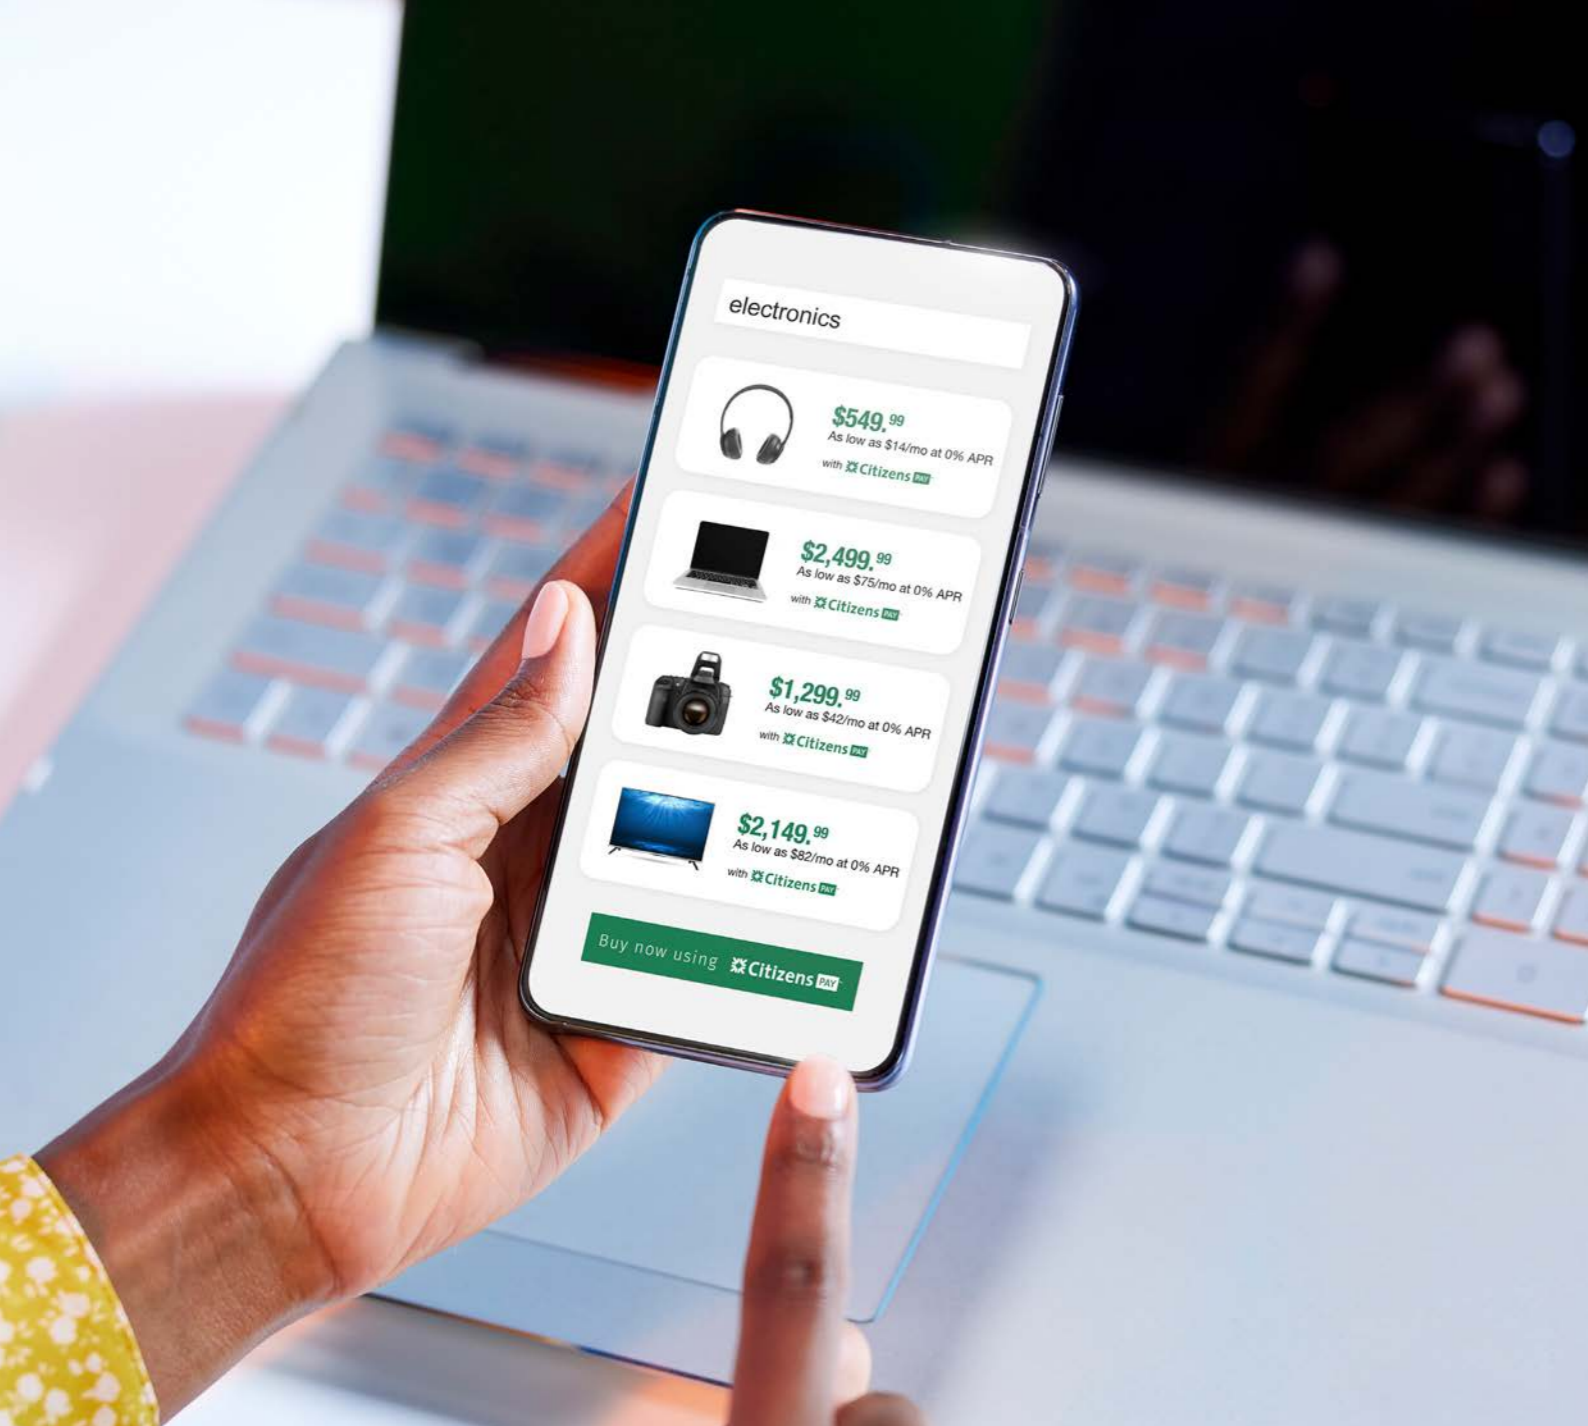 electronics
$549.99
As low as $14/mo at 0% APR
with Citizens PAY
$2,499.99
As low as $75/mo at 0% APR
with Citizens PAY
$1,299.99
As low as $42/mo at 0% APR
with Citizens PAY
$2,149.99
As low as $82/mo at 0% APR
with Citizens PAY
Buy now using Citizens PAY